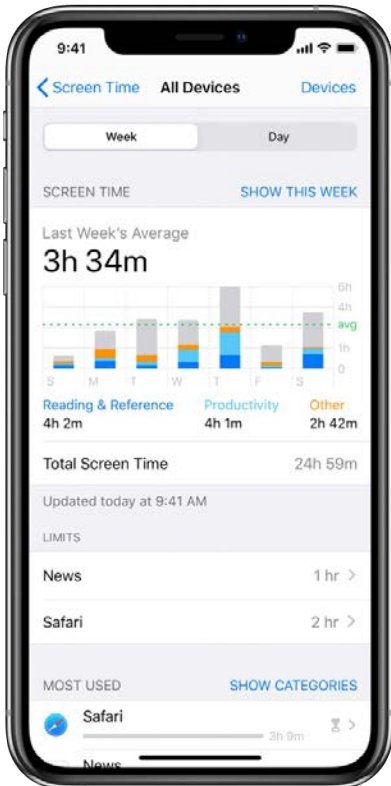 9:41
Screen Time All Devices Devices
Week Day
SCREEN TIME SHOW THIS WEEK
Last Week's Average
3h 34m
6h
4h
avg
1h
0
S M T W T F S
Reading & Reference Productivity Other
4h 2m 4h 1m 2h 42m
Total Screen Time 24h 59m
Updated today at 9:41 AM
LIMITS
News 1 hr
Safari 2 hr
MOST USED SHOW CATEGORIES
Safari
3h 9m
News